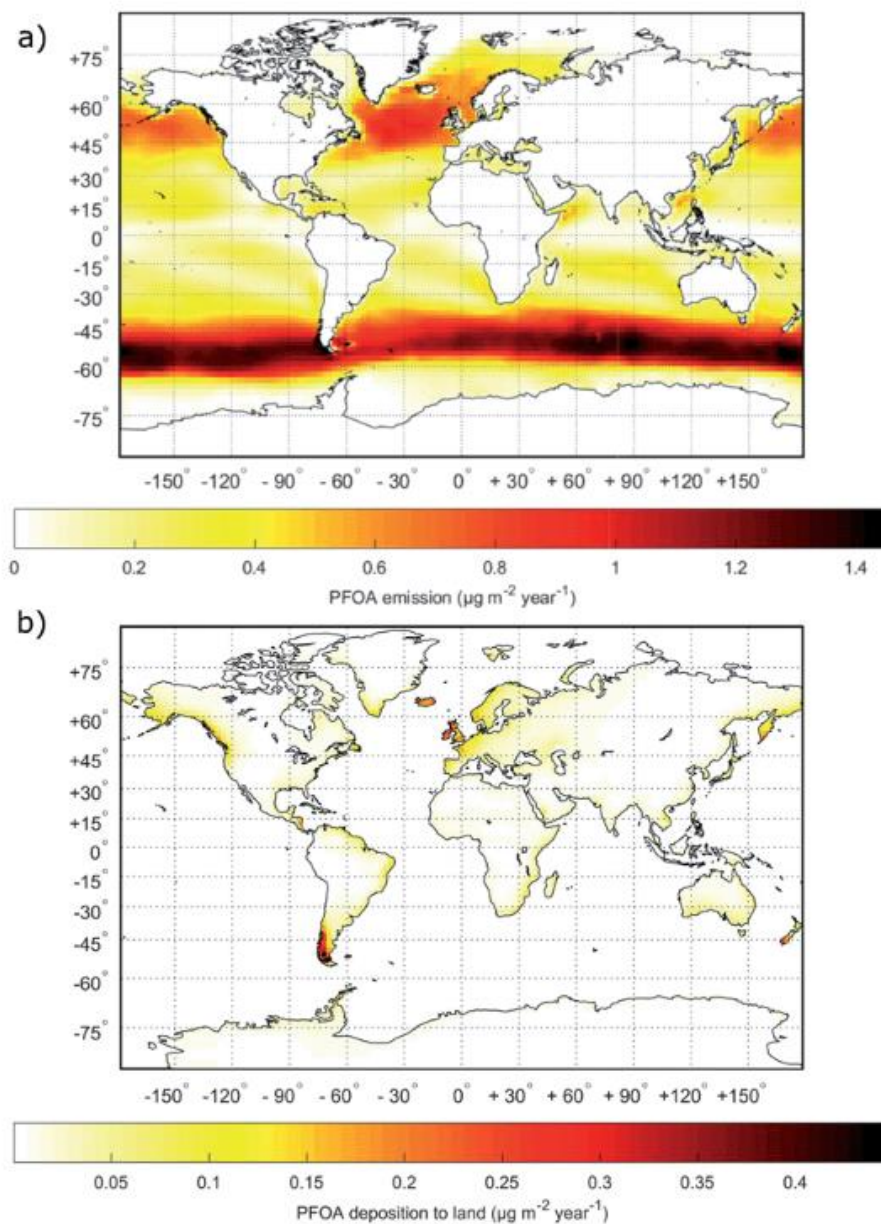 a)
+75°
+60°
+45°
+30°
+15°
0°
-15°
-30°
-45°
-60°
-75°
-150° -120° -90° -60° -30° 0° +30° +60° +90° +120° +150°
0 0.2 0.4 0.6 0.8 1 1.2 1.4
PFOA emission (µg m⁻² year⁻¹)
b)
+75°
+60°
+45°
+30°
+15°
0°
-15°
-30°
-45°
-60°
-75°
-150° -120° -90° -60° -30° 0° +30° +60° +90° +120° +150°
0.05 0.1 0.15 0.2 0.25 0.3 0.35 0.4
PFOA deposition to land (µg m⁻² year⁻¹)